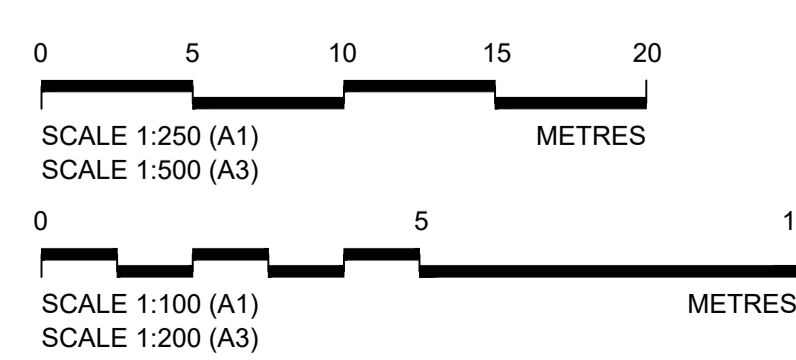 0 5 10 15 20
SCALE 1:250 (A1) METRES
SCALE 1:500 (A3)
0 5 1
SCALE 1:100 (A1) METRES
SCALE 1:200 (A3)